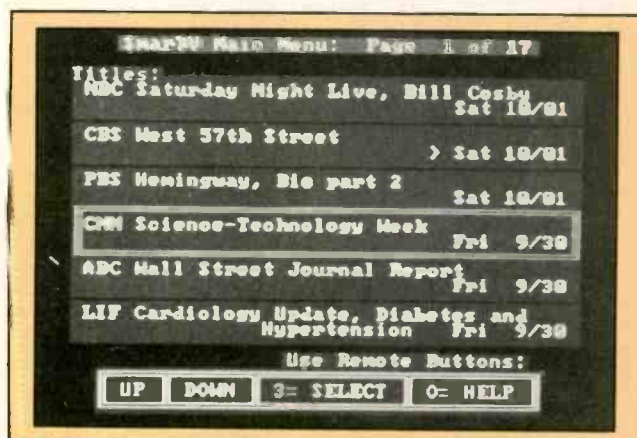 SmarTV Main Menu: Page 1 of 17
Titles:
NBC Saturday Night Live, Bill Cosby
Sat 10/01
CBS West 57th Street
> Sat 10/01
PBS Hemingway, Bio part 2
Sat 10/01
CNN Science-Technology Week
Fri 9/30
ABC Wall Street Journal Report
Fri 9/30
LIF Cardiology Update, Diabetes and
Hypertension Fri 9/30
Use Remote Buttons:
UP DOWN 3= SELECT 0= HELP